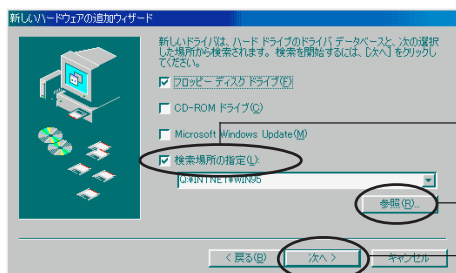 新しいハードウェアの追加ウィザード
新しいドライバは、ハード ドライブのドライバ データベースと、次の選択
した場所から検索されます。検索を開始するには、[次へ] をクリックし
てください。
フロッピー ディスク ドライブ(F)
CD-ROM ドライブ(C)
Microsoft Windows Update(M)
検索場所の指定(L):
Q:¥INTNET¥WIN95
参照(R)...
< 戻る(B)
次へ >
キャンセル